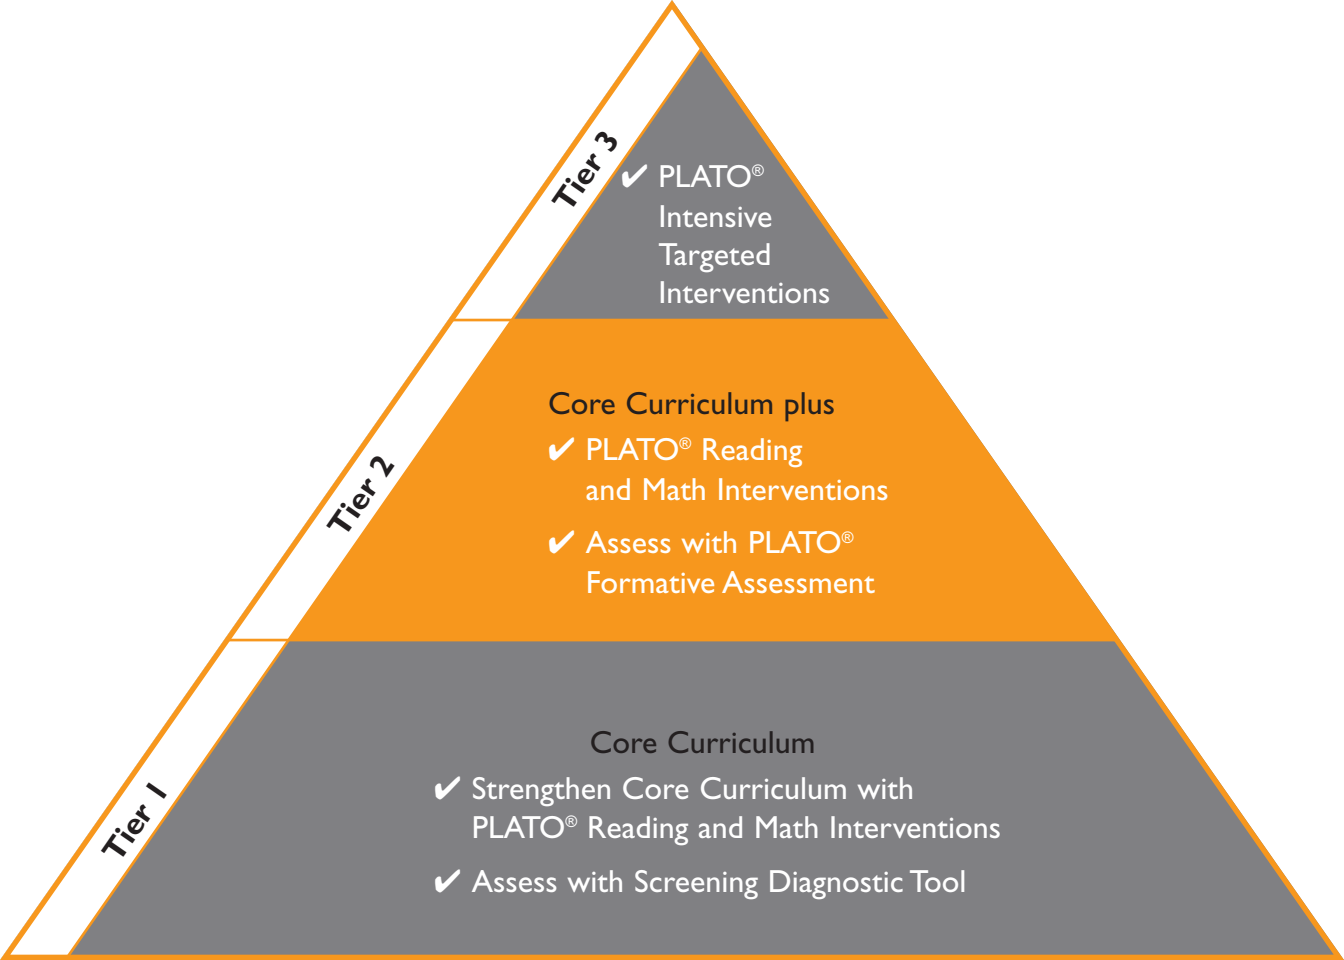 Tier 3
✔ PLATO®
Intensive
Targeted
Interventions
Tier 2
Core Curriculum plus
✔ PLATO® Reading
and Math Interventions
✔ Assess with PLATO®
Formative Assessment
Tier 1
Core Curriculum
✔ Strengthen Core Curriculum with
PLATO® Reading and Math Interventions
✔ Assess with Screening Diagnostic Tool